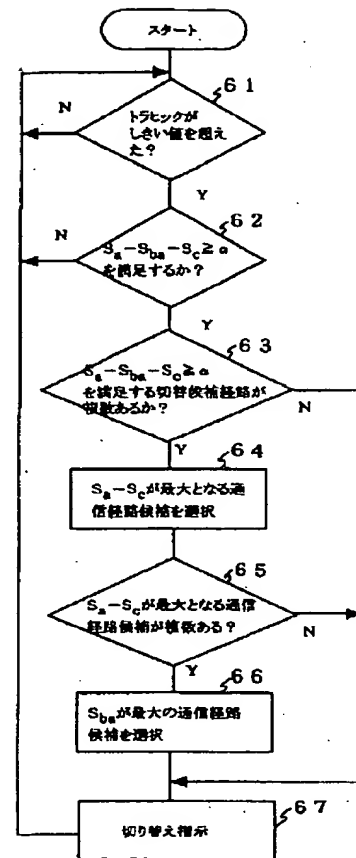 スタート
61
トラヒックが
しきい値を超え
た?
N
Y
62
Sa-Sba-Sc≧α
を満足するか?
N
Y
63
Sa-Sba-Sc≧α
を満足する切替候補経路が
複数あるか?
N
Y
64
Sa-Scが最大となる通
信経路候補を選択
65
Sa-Scが最大となる通信
経路候補が複数ある?
N
Y
66
Sbaが最大の通信経路
候補を選択
67
切り替え指示